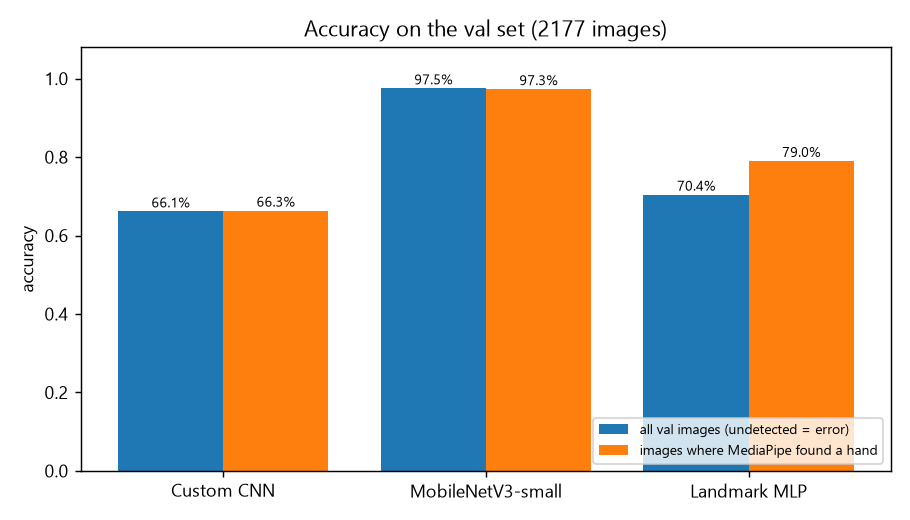 Accuracy on the val set (2177 images)
accuracy
1.0
0.8
0.6
0.4
0.2
0.0
66.1%
66.3%
97.5%
97.3%
70.4%
79.0%
all val images (undetected = error)
images where MediaPipe found a hand
Custom CNN
MobileNetV3-small
Landmark MLP